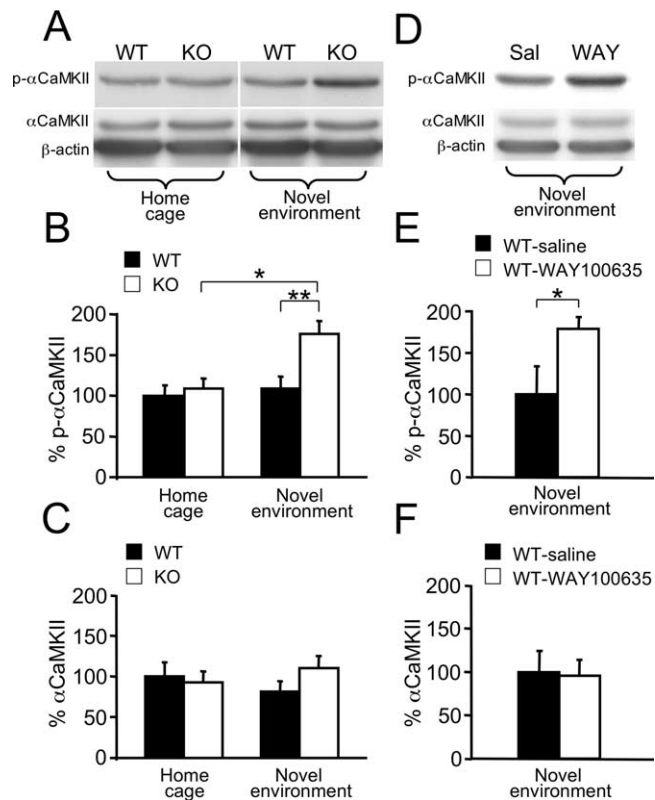 A
WT KO WT KO
p-αCaMKII
αCaMKII
β-actin
Home
cage
Novel
environment
B
WT
KO
*
**
200
150
100
50
0
% p-αCaMKII
Home
cage
Novel
environment
C
WT
KO
200
150
100
50
0
% αCaMKII
Home
cage
Novel
environment
D
Sal WAY
p-αCaMKII
αCaMKII
β-actin
Novel
environment
E
WT-saline
WT-WAY100635
*
200
150
100
50
0
% p-αCaMKII
Novel
environment
F
WT-saline
WT-WAY100635
200
150
100
50
0
% αCaMKII
Novel
environment